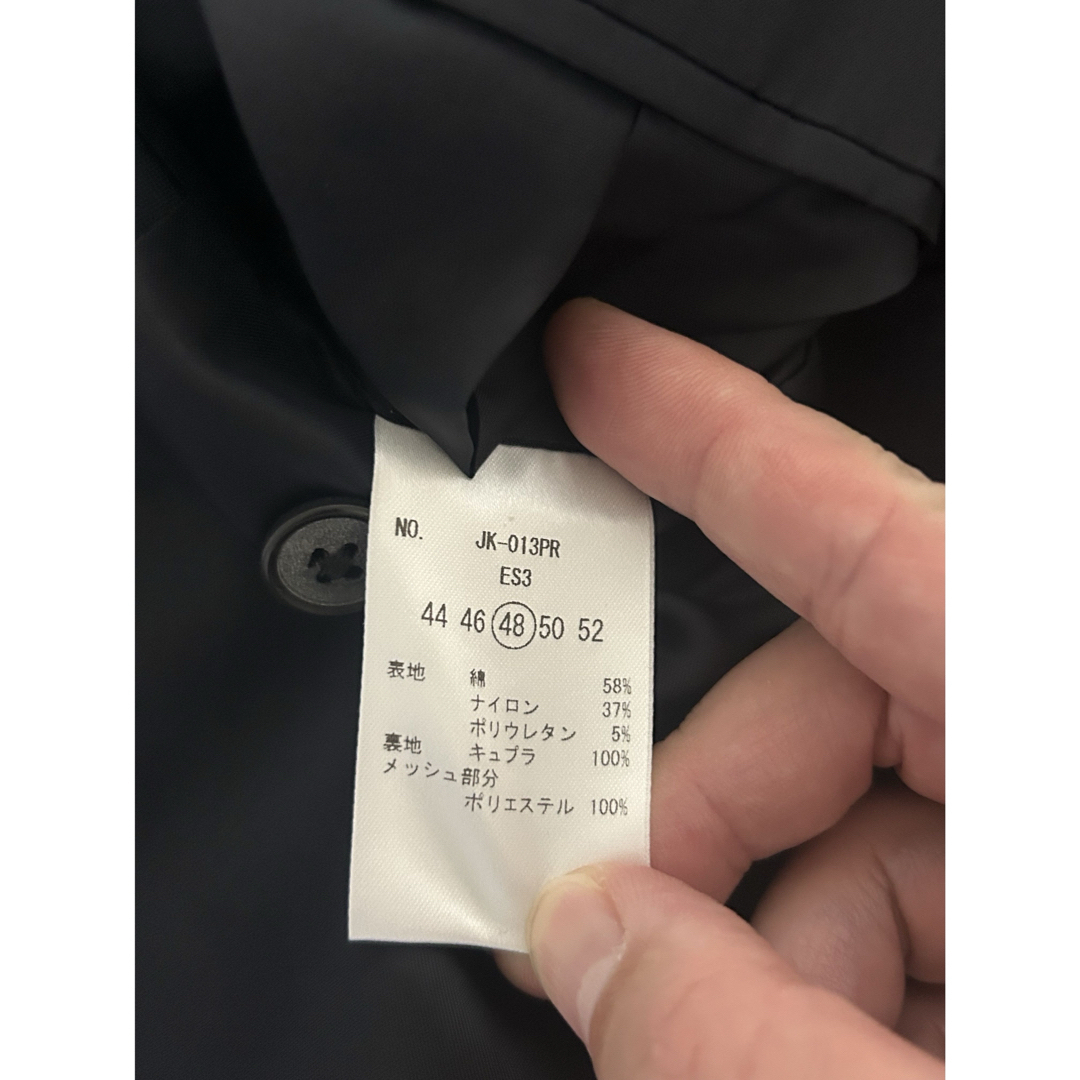 NO. JK-013PR
ES3
44 46 48 50 52
表地 綿 58%
ナイロン 37%
ポリウレタン 5%
裏地 キュプラ 100%
メッシュ部分
ポリエステル 100%